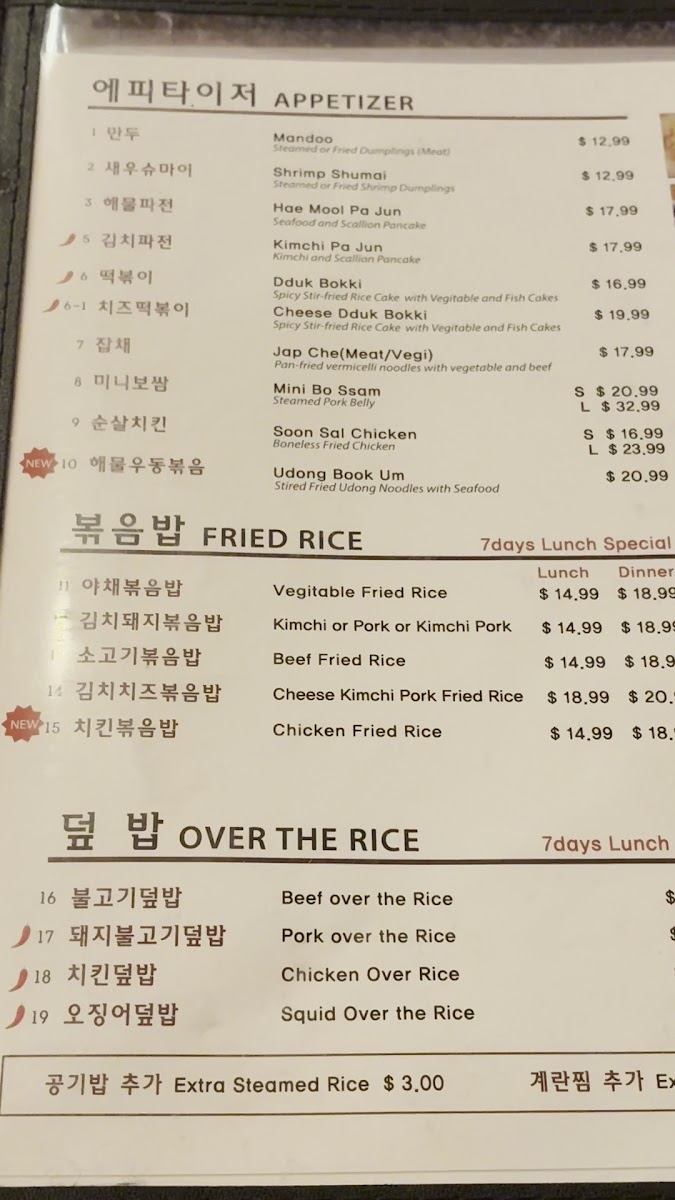 에피타이저 APPETIZER
1 만두 Mandoo $ 12.99
Steamed or Fried Dumplings (Meat)
2 새우슈마이 Shrimp Shumai $ 12.99
Steamed or Fried Shrimp Dumplings
3 해물파전 Hae Mool Pa Jun $ 17.99
Seafood and Scallion Pancake
5 김치파전 Kimchi Pa Jun $ 17.99
Kimchi and Scallion Pancake
6 떡볶이 Dduk Bokki $ 16.99
Spicy Stir-fried Rice Cake with Vegitable and Fish Cakes
6-1 치즈떡볶이 Cheese Dduk Bokki $ 19.99
Spicy Stir-fried Rice Cake with Vegitable and Fish Cakes
7 잡채 Jap Che(Meat/Vegi) $ 17.99
Pan-fried vermicelli noodles with vegetable and beef
8 미니보쌈 Mini Bo Ssam S $ 20.99
Steamed Pork Belly L $ 32.99
9 순살치킨 Soon Sal Chicken S $ 16.99
Boneless Fried Chicken L $ 23.99
NEW 10 해물우동볶음 Udong Book Um $ 20.99
Stired Fried Udong Noodles with Seafood
볶음밥 FRIED RICE 7days Lunch Special
Lunch Dinner
11 야채볶음밥 Vegitable Fried Rice $ 14.99 $ 18.99
김치돼지볶음밥 Kimchi or Pork or Kimchi Pork $ 14.99 $ 18.9
소고기볶음밥 Beef Fried Rice $ 14.99 $ 18.9
14 김치치즈볶음밥 Cheese Kimchi Pork Fried Rice $ 18.99 $ 20.
NEW 15 치킨볶음밥 Chicken Fried Rice $ 14.99 $ 18.
덮 밥 OVER THE RICE 7days Lunch
16 불고기덮밥 Beef over the Rice $
17 돼지불고기덮밥 Pork over the Rice $
18 치킨덮밥 Chicken Over Rice
19 오징어덮밥 Squid Over the Rice
공기밥 추가 Extra Steamed Rice $ 3.00 계란찜 추가 Ex